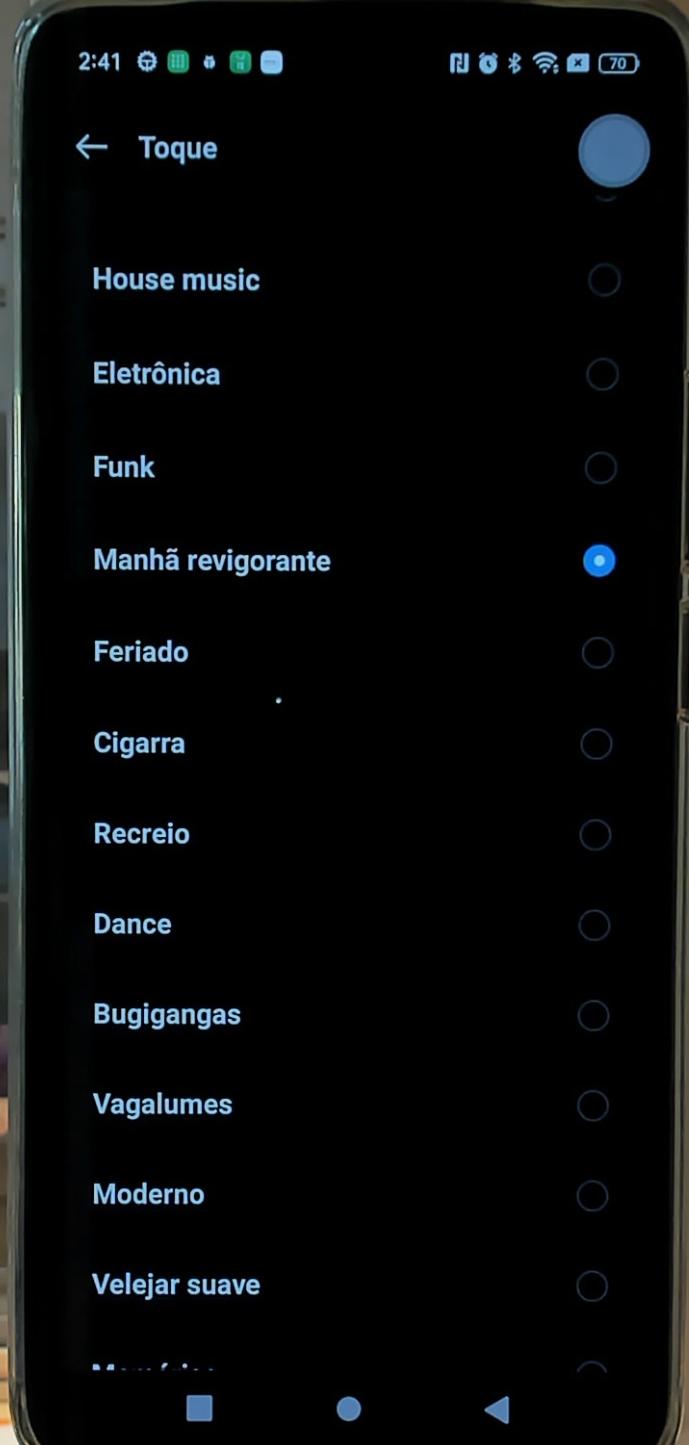 2:41
70
Toque
House music
Eletrônica
Funk
Manhã revigorante
Feriado
Cigarra
Recreio
Dance
Bugigangas
Vagalumes
Moderno
Velejar suave